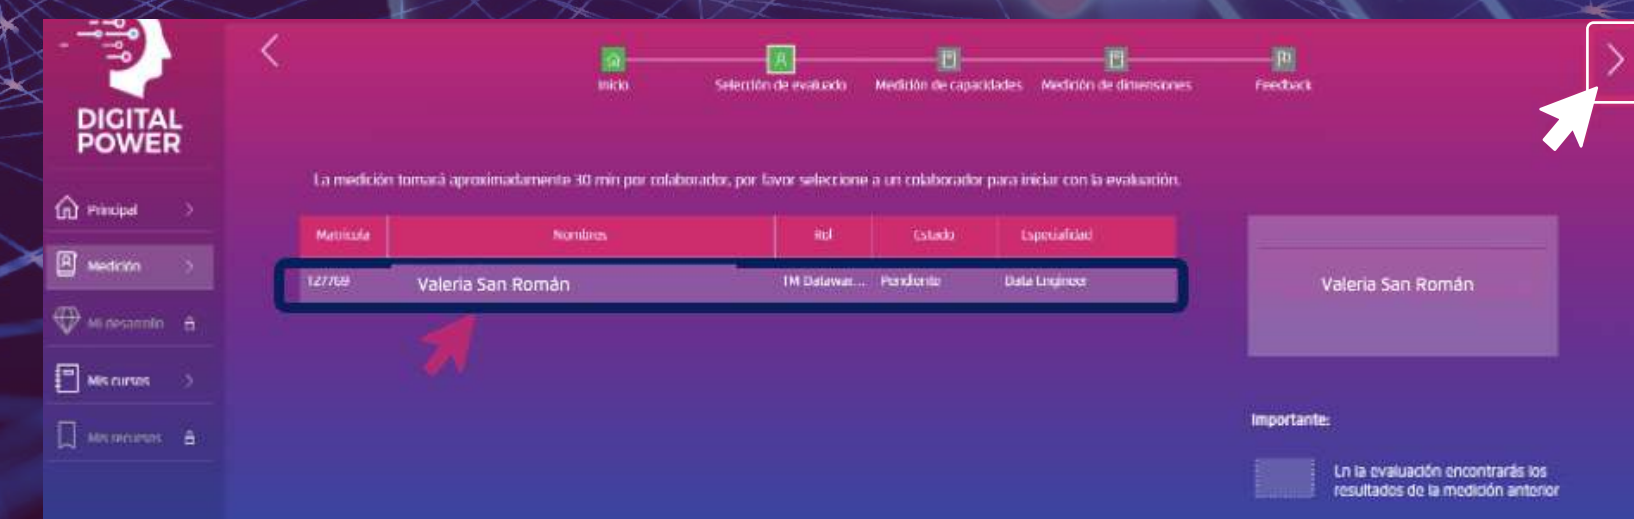 DIGITAL
POWER
Principal
Medición
Mi desarrollo
Mis cursos
Mis recursos
Inicio
Selección de evaluado
Medición de capacidades
Medición de dimensiones
Feedback
La medición tomará aproximadamente 30 min por colaborador, por favor seleccione a un colaborador para iniciar con la evaluación.
Matrícula Nombres Rol Estado Especialidad
127769 Valeria San Román TM Datawar... Pendiente Data Engineer
Valeria San Román
Importante:
En la evaluación encontrarás los
resultados de la medición anterior